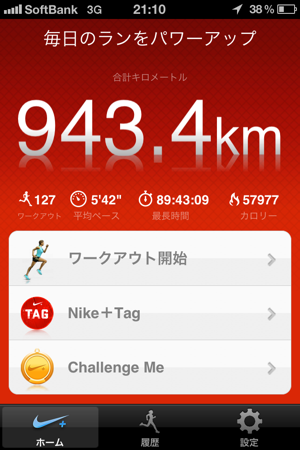 SoftBank 3G 21:10 38%
毎日のランをパワーアップ
合計キロメートル
943.4km
127 5'42" 89:43:09 57977
ワークアウト 平均ペース 最長時間 カロリー
ワークアウト開始
TAG Nike+Tag
Challenge Me
ホーム 履歴 設定